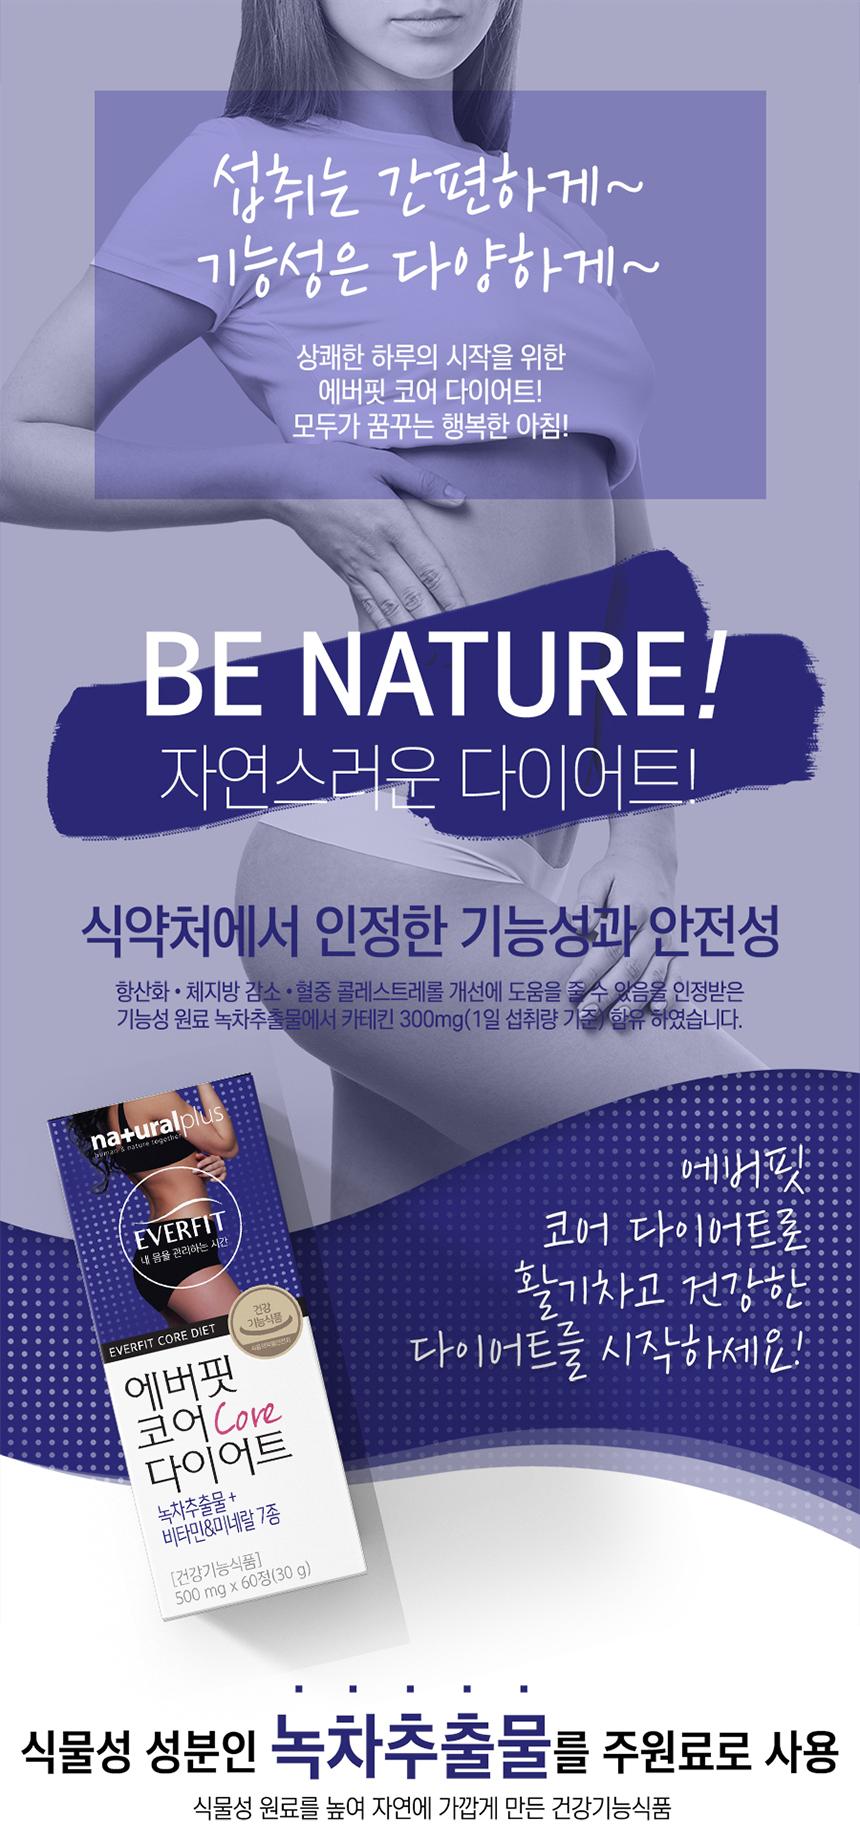 섭취는 간편하게~
기능성은 다양하게~
상쾌한 하루의 시작을 위한
에버핏 코어 다이어트!
모두가 꿈꾸는 행복한 아침!
BE NATURE!
자연스러운 다이어트!
식약처에서 인정한 기능성과 안전성
항산화 • 체지방 감소 • 혈중 콜레스트레롤 개선에 도움을 줄 수 있음을 인정받은
기능성 원료 녹차추출물에서 카테킨 300mg(1일 섭취량 기준) 함유 하였습니다.
naturalplus
human & nature together
EVERFIT
내 몸을 관리하는 시간
건강
기능식품
EVERFIT CORE DIET
에버핏
코어 Core
다이어트
녹차추출물 +
비타민&미네랄 7종
[건강기능식품]
500 mg x 60정(30 g)
에버핏
코어 다이어트로
활기차고 건강한
다이어트를 시작하세요!
식물성 성분인 녹차추출물를 주원료로 사용
식물성 원료를 높여 자연에 가깝게 만든 건강기능식품